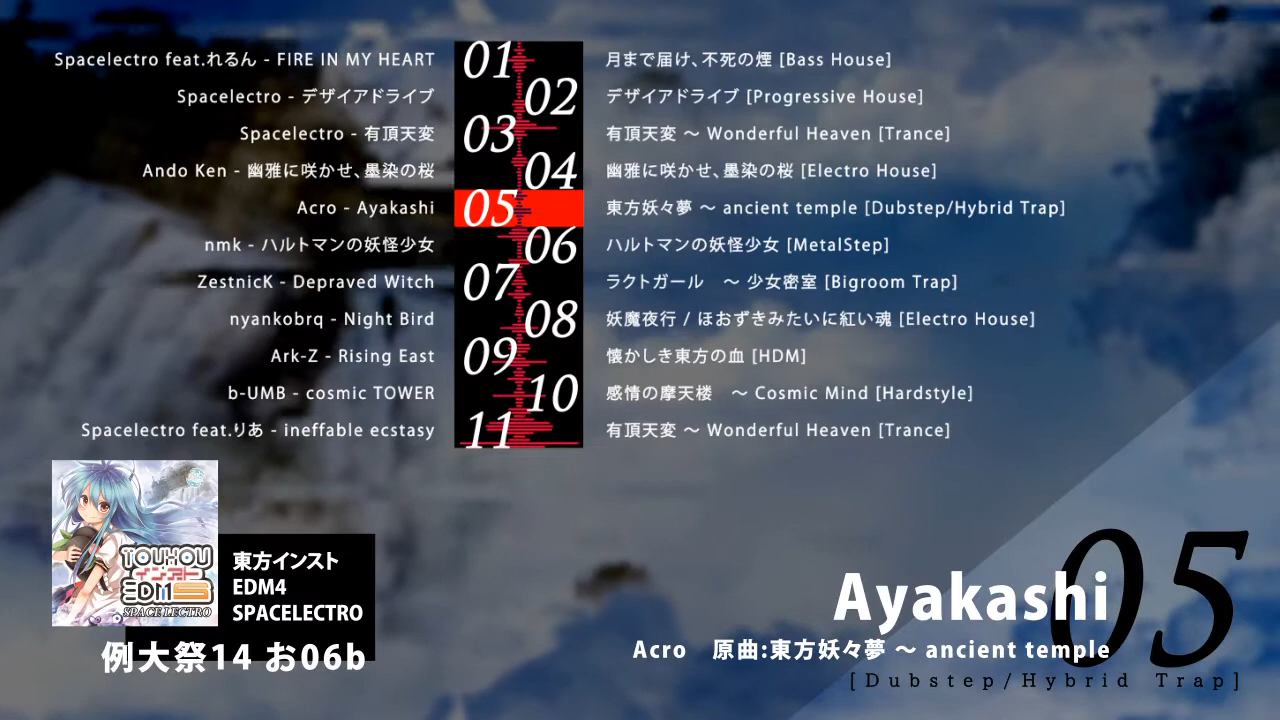 Spacelectro feat.れるん - FIRE IN MY HEART 01 月まで届け、不死の煙 [Bass House]
Spacelectro - デザイアドライブ 02 デザイアドライブ [Progressive House]
Spacelectro - 有頂天変 03 有頂天変 ～ Wonderful Heaven [Trance]
Ando Ken - 幽雅に咲かせ、墨染の桜 04 幽雅に咲かせ、墨染の桜 [Electro House]
Acro - Ayakashi 05 東方妖々夢 ～ ancient temple [Dubstep/Hybrid Trap]
nmk - ハルトマンの妖怪少女 06 ハルトマンの妖怪少女 [MetalStep]
ZestnicK - Depraved Witch 07 ラクトガール　～ 少女密室 [Bigroom Trap]
nyankobrq - Night Bird 08 妖魔夜行 / ほおずきみたいに紅い魂 [Electro House]
Ark-Z - Rising East 09 懐かしき東方の血 [HDM]
b-UMB - cosmic TOWER 10 感情の摩天楼　～ Cosmic Mind [Hardstyle]
Spacelectro feat.りあ - ineffable ecstasy 11 有頂天変 ～ Wonderful Heaven [Trance]
TOUHOU
インスト
EDM5
SPACELECTRO
東方インスト
EDM4
SPACELECTRO
例大祭14 お06b
05
Ayakashi
Acro　原曲:東方妖々夢 ～ ancient temple
[Dubstep/Hybrid Trap]